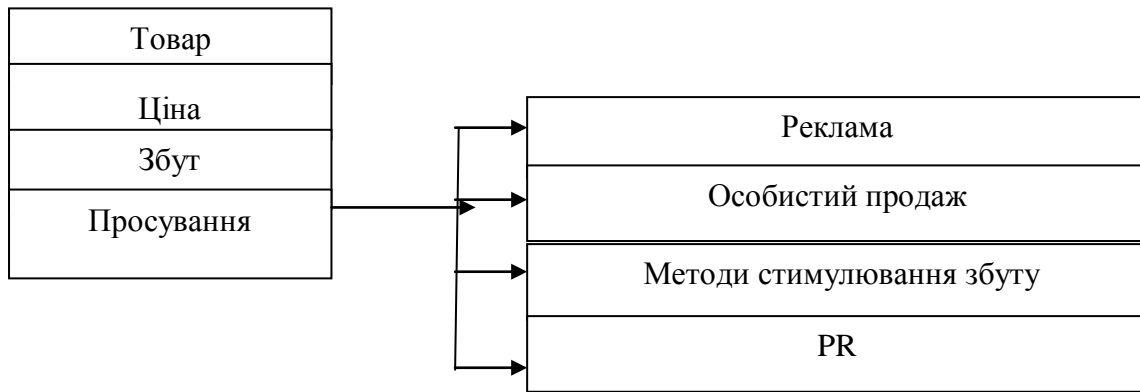 Товар
Ціна
Збут
Просування
Реклама
Особистий продаж
Методи стимулювання збуту
PR